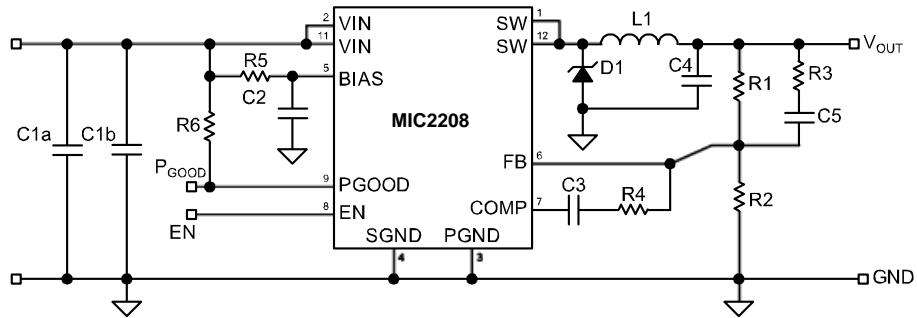 2 VIN SW 1
L1
11 VIN SW 12
V_OUT
R5
5 BIAS
D1
C4
R1
R3
C2
C5
MIC2208
C1a
C1b
R6
P_GOOD
FB 6
9 PGOOD
C3
R4
R2
8 EN
COMP 7
EN
SGND PGND
4 3
GND